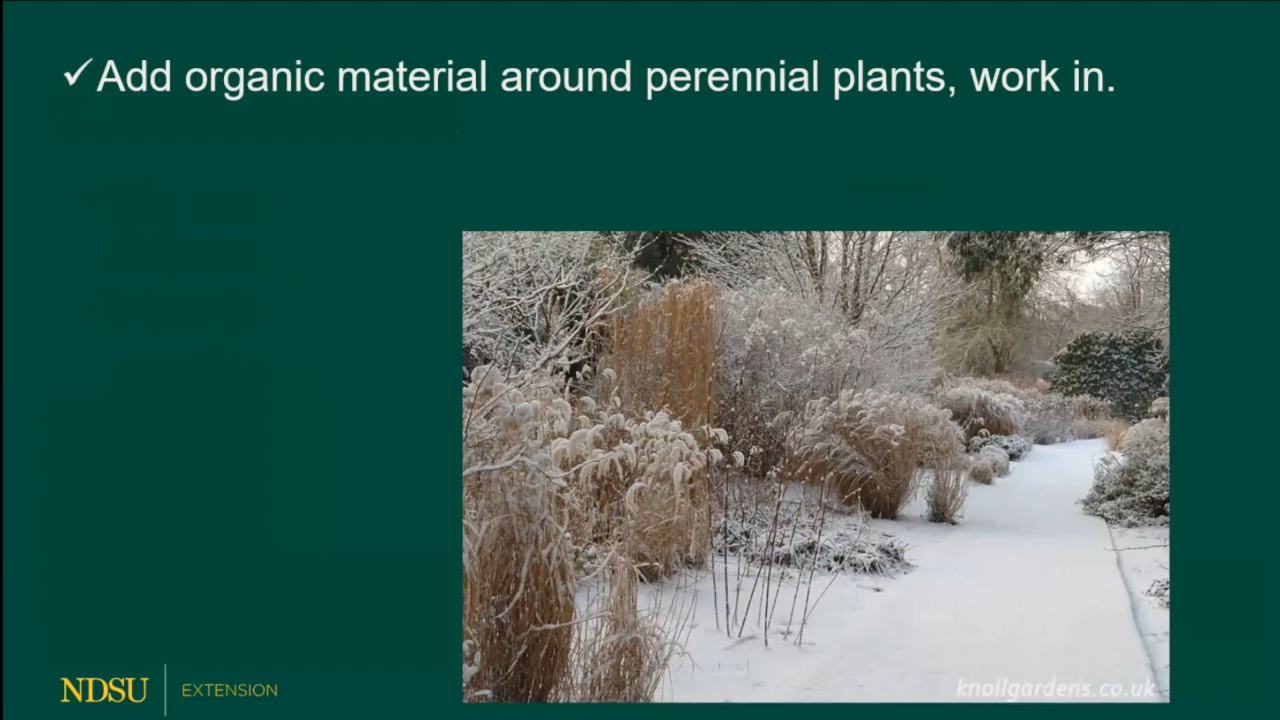 ✓Add organic material around perennial plants, work in.
knollgardens.co.uk
NDSU EXTENSION